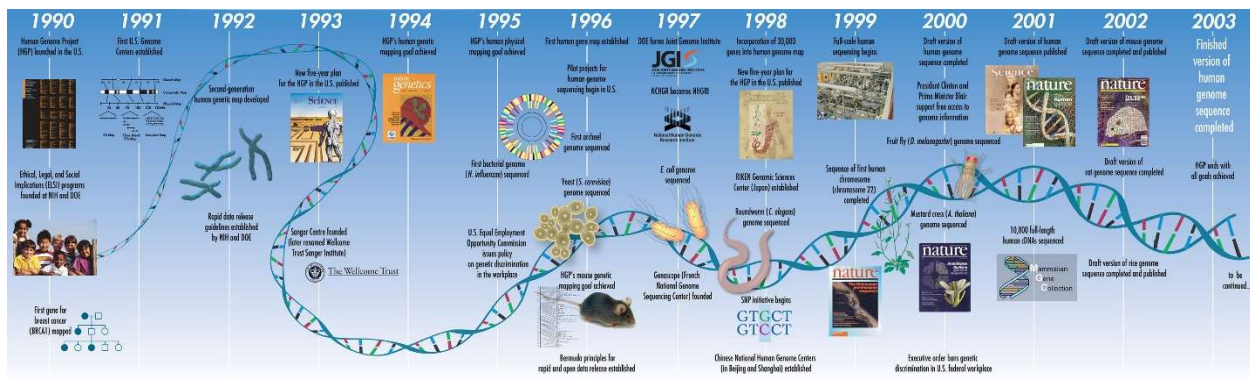 1990
Human Genome Project
(HGP) launched in the U.S.
Ethical, Legal, and Social
Implications (ELSI) programs
founded at NIH and DOE
First gene for
breast cancer
(BRCA1) mapped
1991
First U.S. Genome
Centers established
1992
Second-generation
human genetic map developed
Rapid data release
guidelines established
by NIH and DOE
1993
New five-year plan
for the HGP in the U.S. published
Science
Sanger Centre founded
(later renamed Wellcome
Trust Sanger Institute)
The Wellcome Trust
1994
HGP's human genetic
mapping goal achieved
nature
genetics
1995
HGP's human physical
mapping goal achieved
First bacterial genome
(H. influenzae) sequenced
U.S. Equal Employment
Opportunity Commission
issues policy
on genetic discrimination
in the workplace
1996
First human gene map established
Pilot projects for
human genome
sequencing begin in U.S.
First archaeal
genome sequenced
Yeast (S. cerevisiae)
genome sequenced
HGP's mouse genetic
mapping goal achieved
Bermuda principles for
rapid and open data release established
1997
DOE forms Joint Genome Institute
JGI
NCHGR becomes NHGRI
National Human Genome
Research Institute
E. coli genome
sequenced
Genoscope (French
National Genome
Sequencing Center) founded
1998
Incorporation of 30,000
genes into human genome map
New five-year plan
for the HGP in the U.S. published
Science
RIKEN Genomic Sciences
Center (Japan) established
Roundworm (C. elegans)
genome sequenced
SNP initiative begins
GTGCT
GTCCT
Chinese National Human Genome Centers
(in Beijing and Shanghai) established
1999
Full-scale human
sequencing begins
Sequence of first human
chromosome
(chromosome 22)
completed
nature
2000
Draft version of
human genome
sequence completed
President Clinton and
Prime Minister Blair
support free access to
genome information
Fruit fly (D. melanogaster) genome sequenced
Mustard cress (A. thaliana)
genome sequenced
nature
Executive order bans genetic
discrimination in U.S. federal workplace
2001
Draft version of human
genome sequence published
Science
nature
human
10,000 full-length
human cDNAs sequenced
Mammalian
Gene
Collection
2002
Draft version of mouse genome
sequence completed and published
nature
Draft version of
rat genome sequence completed
Draft version of rice genome
sequence completed and published
2003
Finished
version of
human
genome
sequence
completed
HGP ends with
all goals achieved
to be
continued...